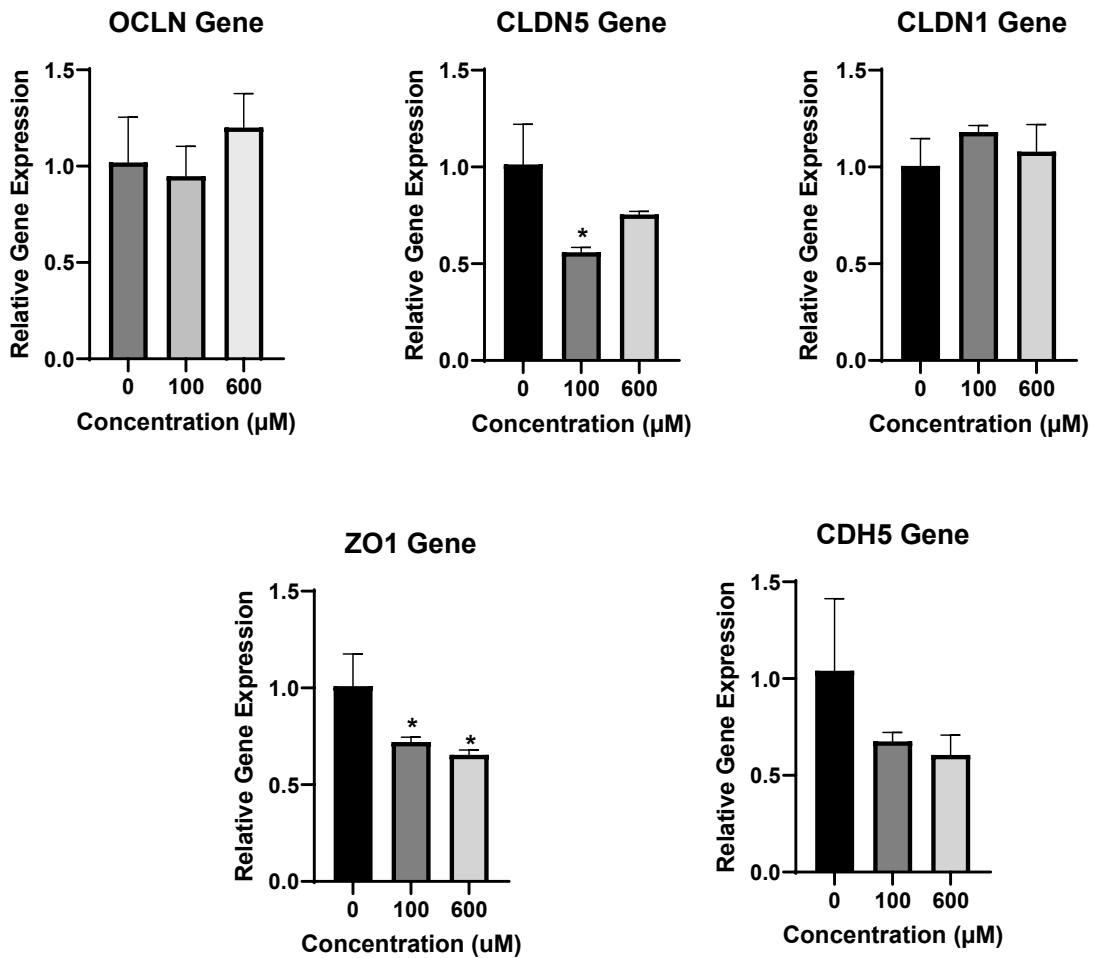 OCLN Gene
CLDN5 Gene
CLDN1 Gene
Relative Gene Expression
1.5
1.0
0.5
1.0
0 100 600
Concentration (µM)
Relative Gene Expression
1.5
1.0
0.5
0.0
*
0 100 600
Concentration (µM)
Relative Gene Expression
1.5
1.0
0.5
1.0
0 100 600
Concentration (µM)
ZO1 Gene
CDH5 Gene
Relative Gene Expression
1.5
1.0
0.5
0.0
*
*
0 100 600
Concentration (uM)
Relative Gene Expression
1.5
1.0
0.5
0.0
0 100 600
Concentration (µM)